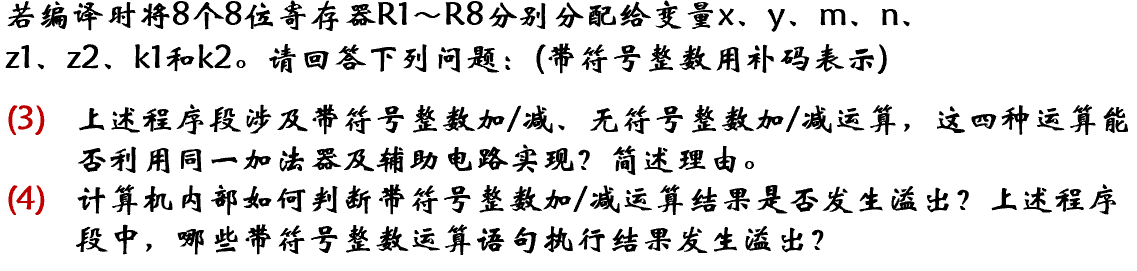 若编译时将8个8位寄存器R1～R8分别分配给变量x、y、m、n、
z1、z2、k1和k2。请回答下列问题：(带符号整数用补码表示)
(3) 上述程序段涉及带符号整数加/减、无符号整数加/减运算，这四种运算能
否利用同一加法器及辅助电路实现？简述理由。
(4) 计算机内部如何判断带符号整数加/减运算结果是否发生溢出？上述程序
段中，哪些带符号整数运算语句执行结果发生溢出？